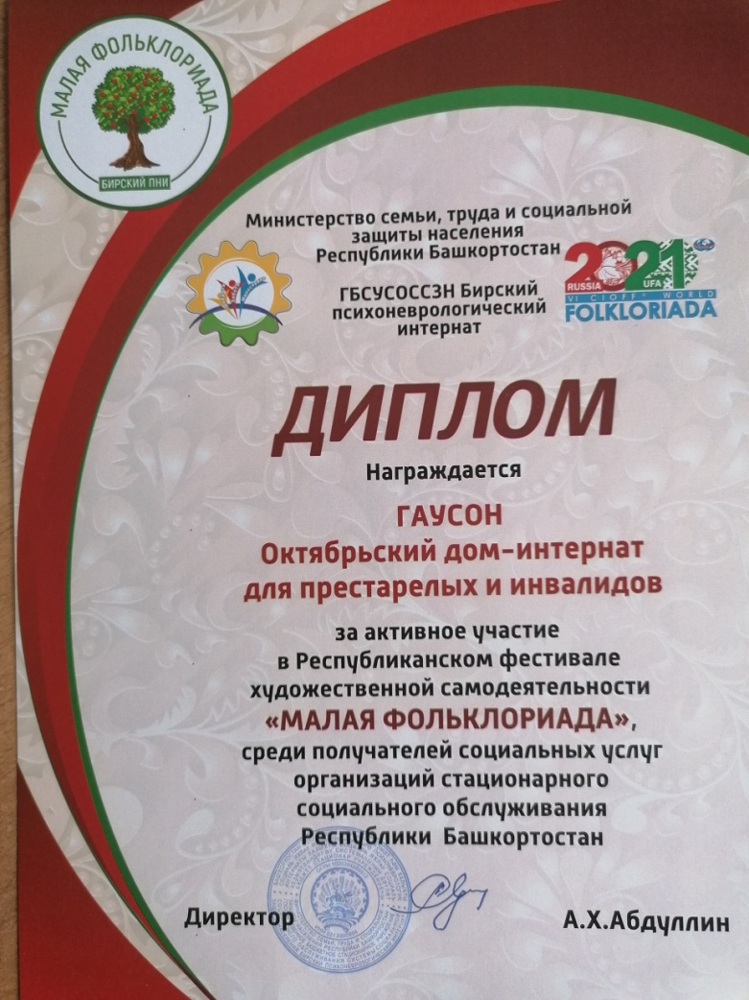 МАЛАЯ ФОЛЬКЛОРИАДА
БИРСКИЙ ПНИ
Министерство семьи, труда и социальной
защиты населения
Республики Башкортостан
ГБСУСОССЗН Бирский
психоневрологический
интернат
2021
RUSSIA UFA
VI CIOFF® WORLD
FOLKLORIADA
ДИПЛОМ
Награждается
ГАУСОН
Октябрьский дом-интернат
для престарелых и инвалидов
за активное участие
в Республиканском фестивале
художественной самодеятельности
«МАЛАЯ ФОЛЬКЛОРИАДА»,
среди получателей социальных услуг
организаций стационарного
социального обслуживания
Республики Башкортостан
Директор
А.Х.Абдуллин